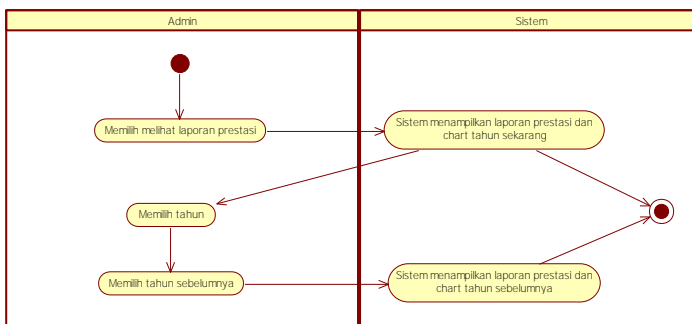 Admin
Sistem
Memilih melihat laporan prestasi
Sistem menampilkan laporan prestasi dan
chart tahun sekarang
Memilih tahun
Memilih tahun sebelumnya
Sistem menampilkan laporan prestasi dan
chart tahun sebelumya